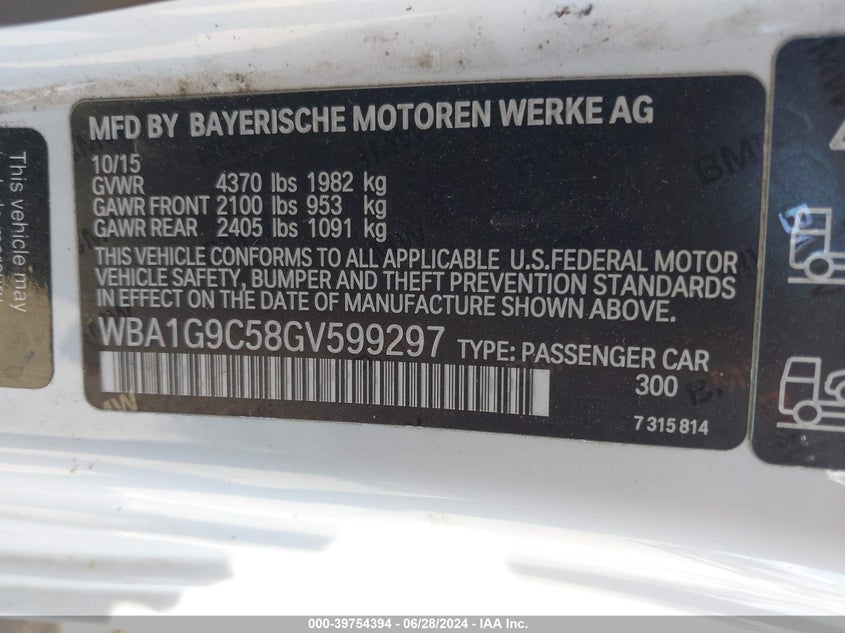 MFD BY BAYERISCHE MOTOREN WERKE AG
10/15
GVWR 4370 lbs 1982 kg
GAWR FRONT 2100 lbs 953 kg
GAWR REAR 2405 lbs 1091 kg
THIS VEHICLE CONFORMS TO ALL APPLICABLE U.S.FEDERAL MOTOR
VEHICLE SAFETY, BUMPER AND THEFT PREVENTION STANDARDS
IN EFFECT ON THE DATE OF MANUFACTURE SHOWN ABOVE.
WBA1G9C58GV599297 TYPE: PASSENGER CAR
300
7 315 814
This vehicle may
000-39754394 - 06/28/2024 - IAA Inc.